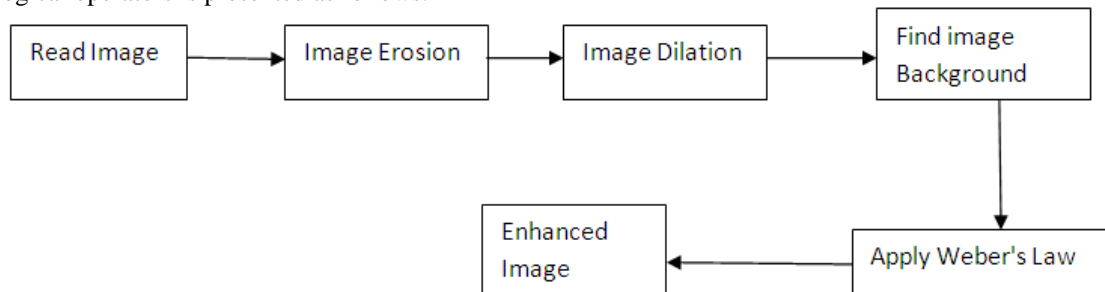 Read Image
Image Erosion
Image Dilation
Find image
Background
Apply Weber's Law
Enhanced
Image